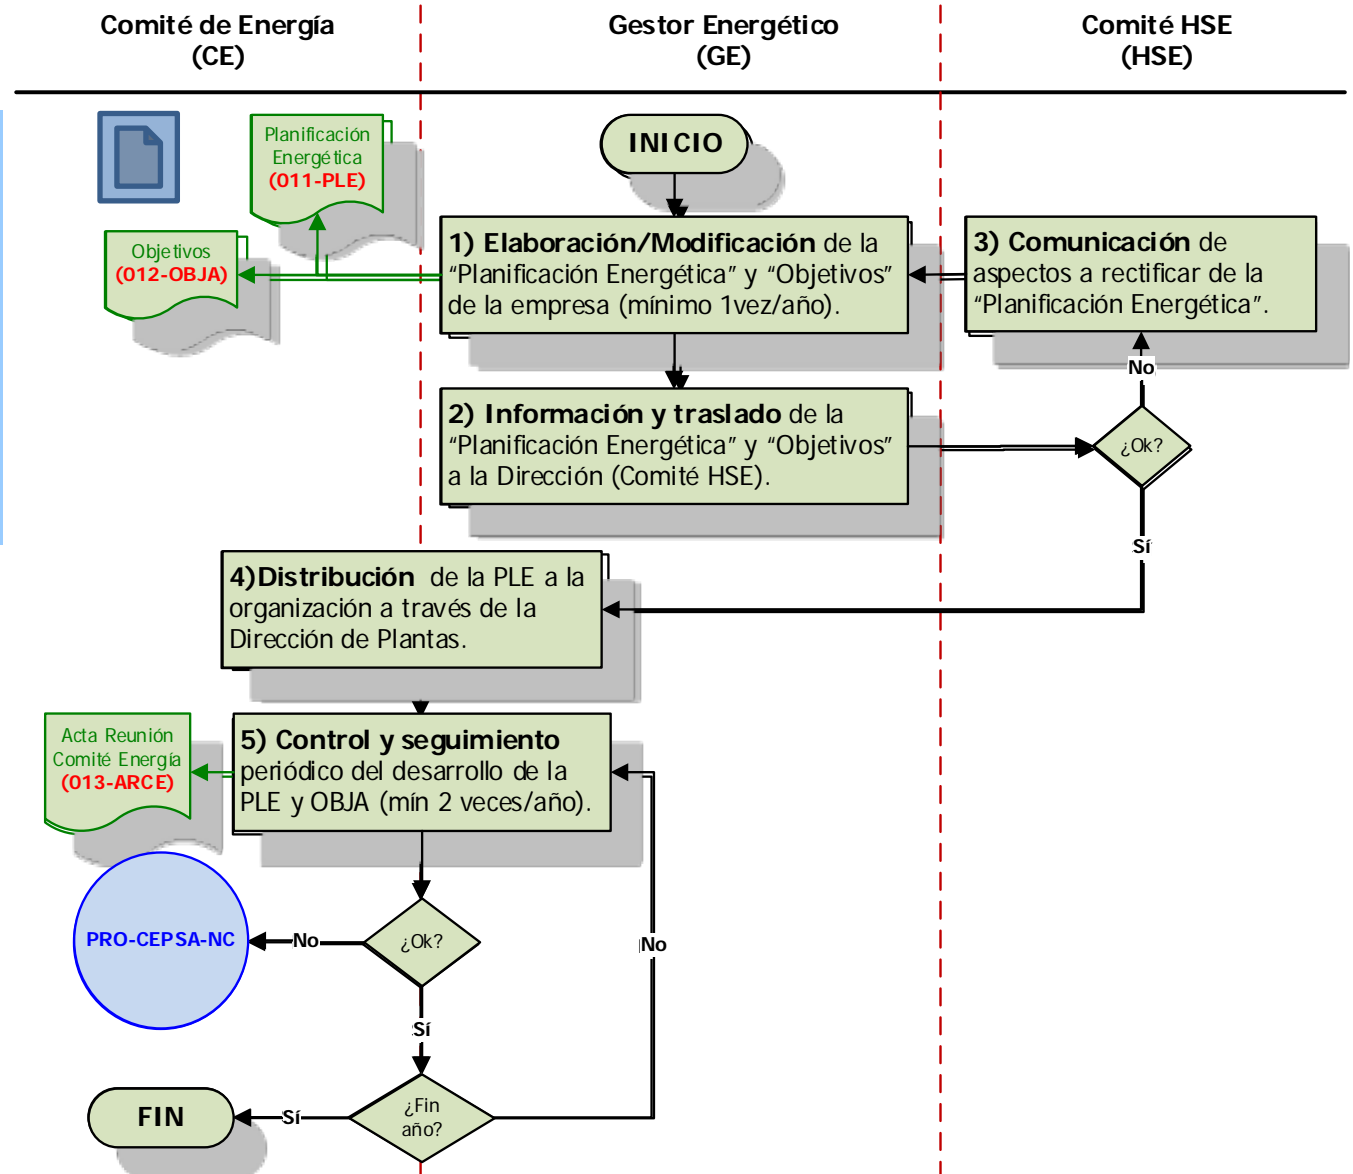 Comité de Energía
(CE)
Gestor Energético
(GE)
Comité HSE
(HSE)
Planificación
Energética
(011-PLE)
INICIO
Objetivos
(012-OBJA)
1) Elaboración/Modificación de la
“Planificación Energética” y “Objetivos”
de la empresa (mínimo 1vez/año).
3) Comunicación de
aspectos a rectificar de la
“Planificación Energética”.
No
2) Información y traslado de la
“Planificación Energética” y “Objetivos”
a la Dirección (Comité HSE).
¿Ok?
Sí
4)Distribución de la PLE a la
organización a través de la
Dirección de Plantas.
Acta Reunión
Comité Energía
(013-ARCE)
5) Control y seguimiento
periódico del desarrollo de la
PLE y OBJA (mín 2 veces/año).
PRO-CEPSA-NC
No
¿Ok?
No
Sí
FIN
Sí
¿Fin
año?